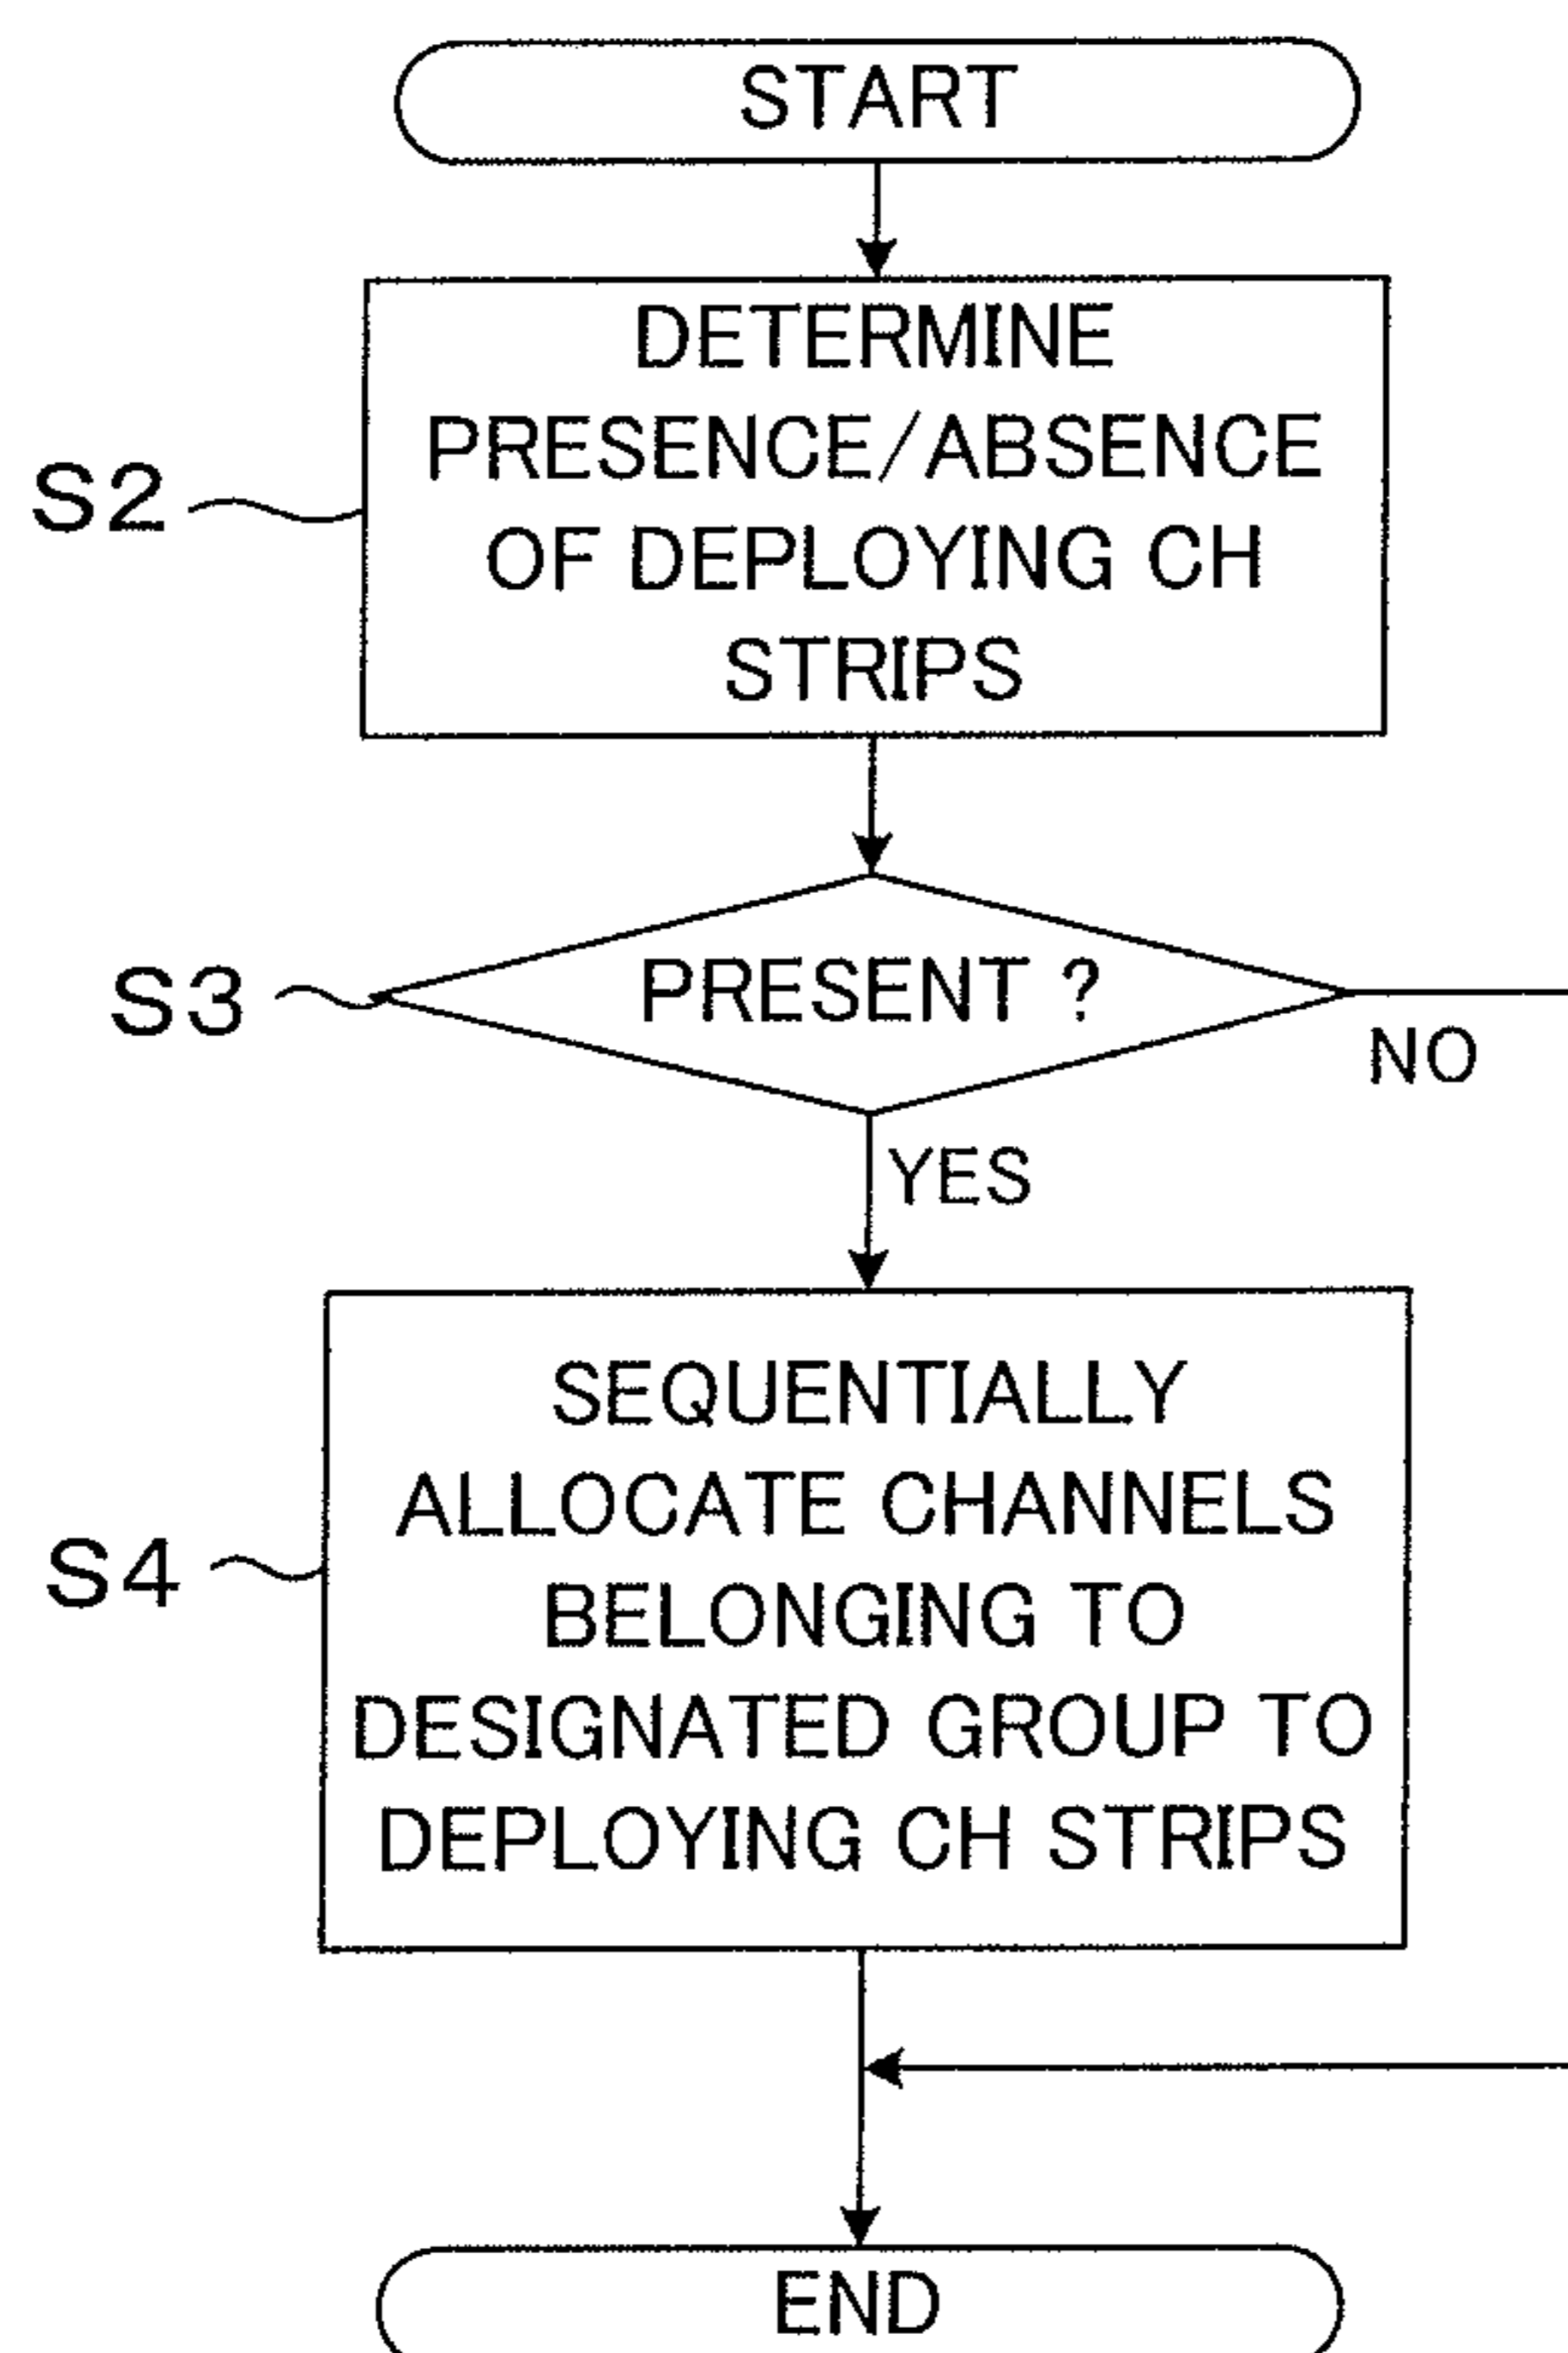 START
DETERMINE
PRESENCE/ABSENCE
OF DEPLOYING CH
STRIPS
S2
PRESENT ?
S3
NO
YES
SEQUENTIALLY
ALLOCATE CHANNELS
BELONGING TO
DESIGNATED GROUP TO
DEPLOYING CH STRIPS
S4
END